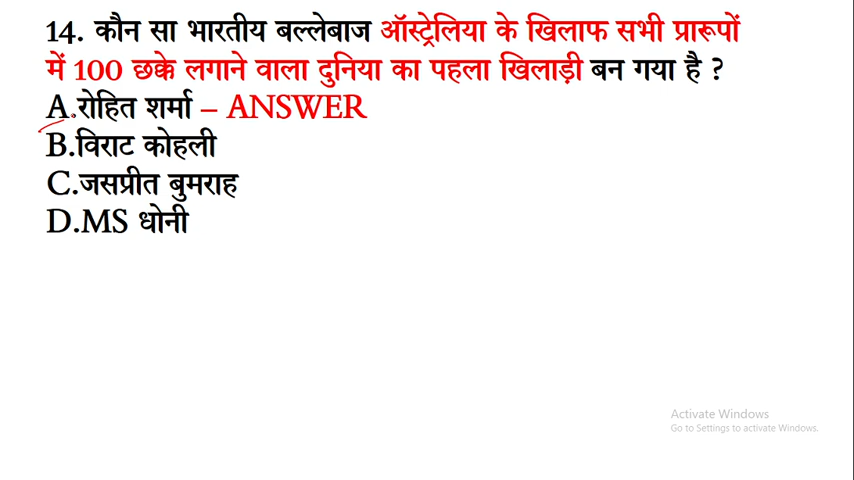 14. कौन सा भारतीय बल्लेबाज ऑस्ट्रेलिया के खिलाफ सभी प्रारूपों
में 100 छक्के लगाने वाला दुनिया का पहला खिलाड़ी बन गया है ?
A.रोहित शर्मा – ANSWER
B.विराट कोहली
C.जसप्रीत बुमराह
D.MS धोनी
Activate Windows
Go to Settings to activate Windows.